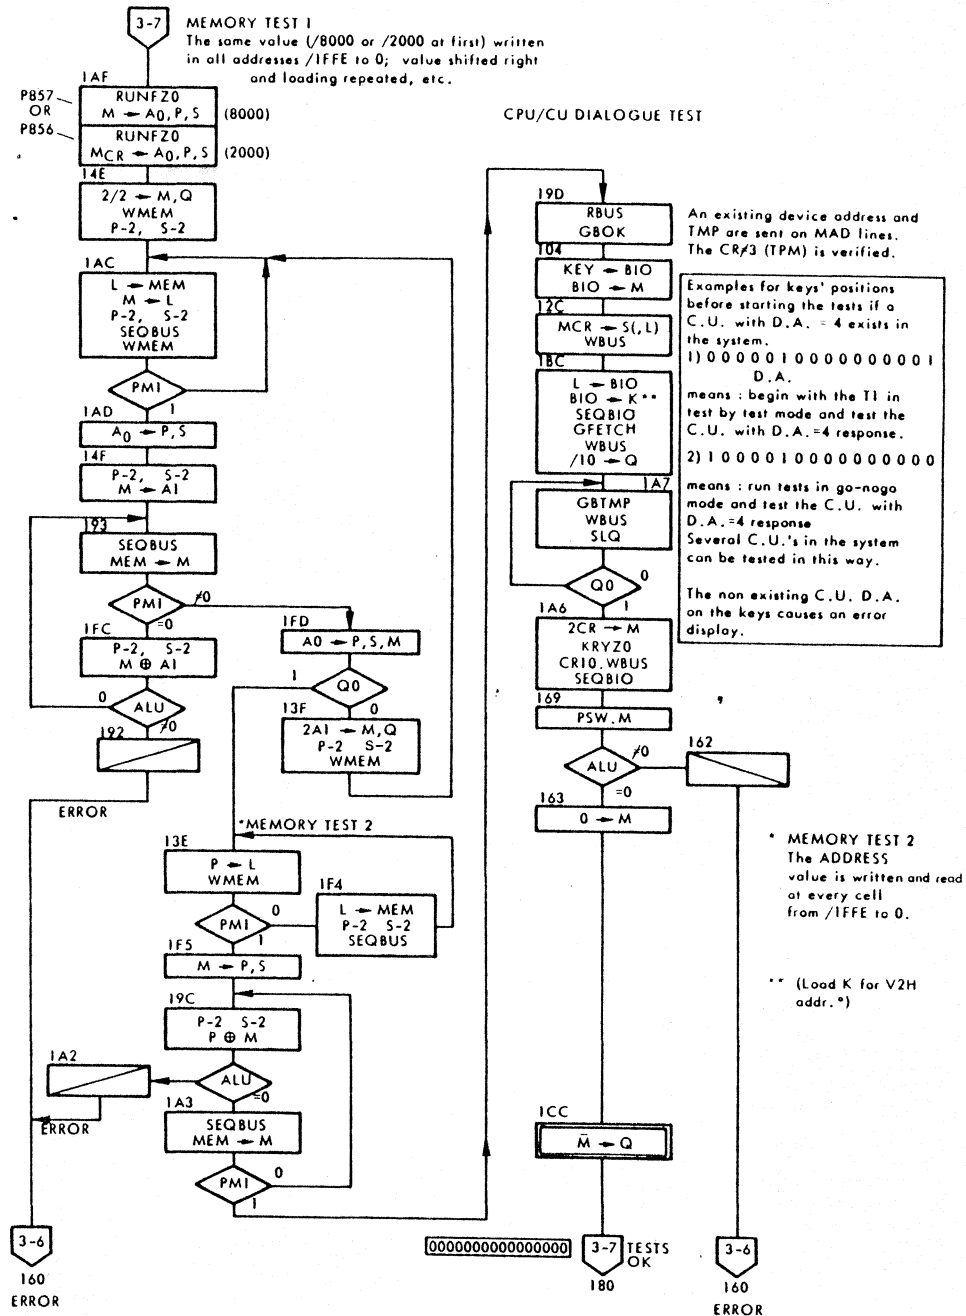 3-7
MEMORY TEST 1
The same value (/8000 or /2000 at first) written
in all addresses /1FFE to 0; value shifted right
and loading repeated, etc.
1AF
P857
OR
P856
RUNFZ0
M → A0, P, S
(8000)
RUNFZ0
MCR → A0, P, S
(2000)
14E
2/2 → M, Q
WMEM
P-2, S-2
1AC
L → MEM
M → L
P-2, S-2
SEQBUS
WMEM
PM1
1
1AD
A0 → P, S
14F
P-2, S-2
M → A1
193
SEQBUS
MEM → M
PM1
≠0
=0
1FC
P-2, S-2
M ⊕ A1
0
ALU
≠0
192
ERROR
1FD
A0 → P, S, M
1
Q0
0
13F
2A1 → M, Q
P-2 S-2
WMEM
*MEMORY TEST 2
13E
P → L
WMEM
PM1
0
1
1F4
L → MEM
P-2 S-2
SEQBUS
1F5
M → P, S
19C
P-2 S-2
P ⊕ M
1A2
ALU
=0
ERROR
1A3
SEQBUS
MEM → M
PM1
0
1
3-6
160
ERROR
CPU/CU DIALOGUE TEST
19D
RBUS
GBOK
An existing device address and
TMP are sent on MAD lines.
The CR≠3 (TPM) is verified.
104
KEY → BIO
BIO → M
12C
MCR → S(, L)
WBUS
1BC
L → BIO
BIO → K**
SEQBIO
GFETCH
WBUS
/10 → Q
1A7
GBTMP
WBUS
SLQ
Q0
0
1
1A6
2CR → M
KRYZ0
CR10.WBUS
SEQBIO
169
PSW.M
ALU
≠0
=0
162
163
0 → M
Examples for keys' positions
before starting the tests if a
C.U. with D.A. = 4 exists in
the system.
1) 0 0 0 0 0 1 0 0 0 0 0 0 0 0 0 1
D.A.
means : begin with the T1 in
test by test mode and test the
C.U. with D.A.=4 response.
2) 1 0 0 0 0 1 0 0 0 0 0 0 0 0 0 0
means : run tests in go-nogo
mode and test the C.U. with
D.A.=4 response
Several C.U.'s in the system
can be tested in this way.
The non existing C.U. D.A.
on the keys causes an error
display.
* MEMORY TEST 2
The ADDRESS
value is written and read
at every cell
from /1FFE to 0.
** (Load K for V2H
addr.°)
1CC
M̄ → Q
0000000000000000
3-7
TESTS
OK
180
3-6
160
ERROR